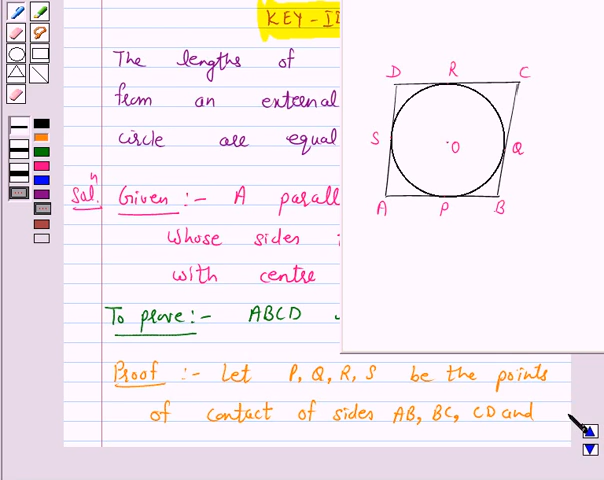 KEY - I
The lengths of
from an external
circle are equal
Solⁿ. Given :- A parall
Whose sides
with centre
To prove :- ABCD
Proof :- Let P, Q, R, S be the points
of contact of sides AB, BC, CD and
D R C
S O Q
A P B